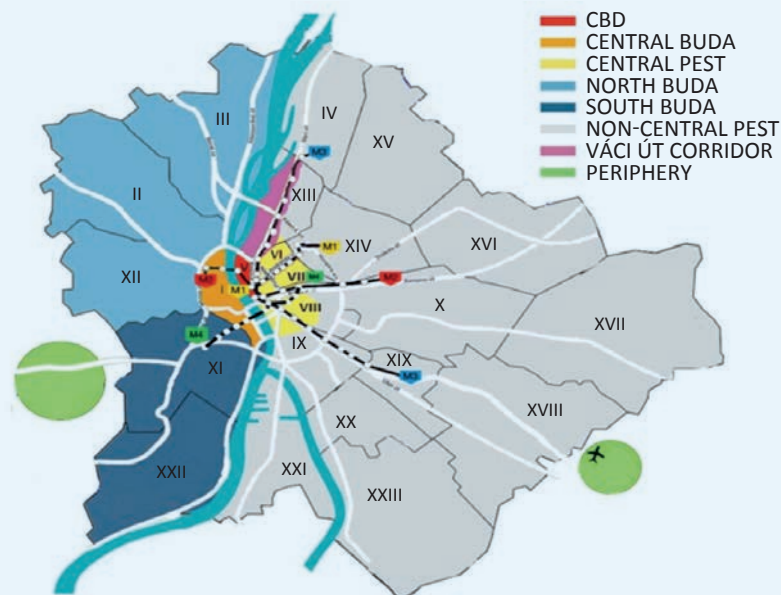 CBD
CENTRAL BUDA
CENTRAL PEST
NORTH BUDA
SOUTH BUDA
NON-CENTRAL PEST
VÁCI ÚT CORRIDOR
PERIPHERY
III
IV
XV
M3
II
XIII
XIV
XVI
VI
M1
XII
V
VII
M4
M2
M2
I
M1
X
VIII
XVII
M4
IX
XI
XIX
M3
XVIII
XX
XXII
XXI
XXIII